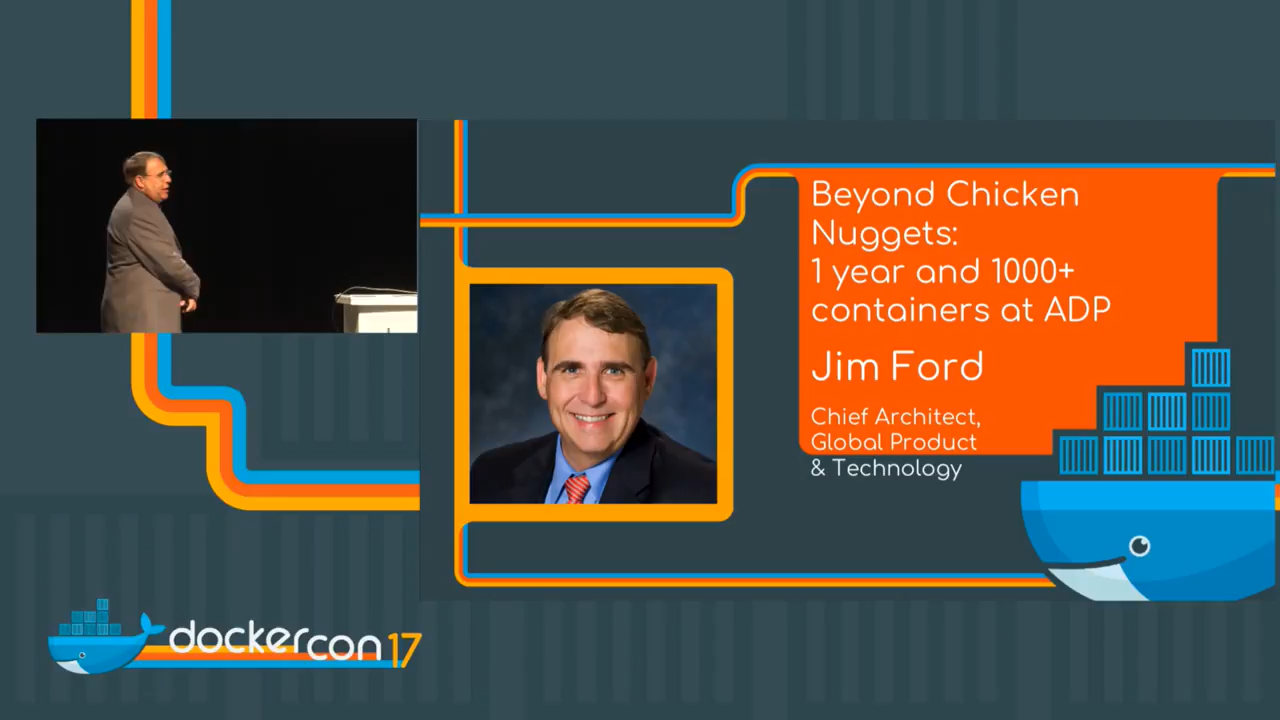 Beyond Chicken
Nuggets:
1 year and 1000+
containers at ADP
Jim Ford
Chief Architect,
Global Product
& Technology
dockercon17